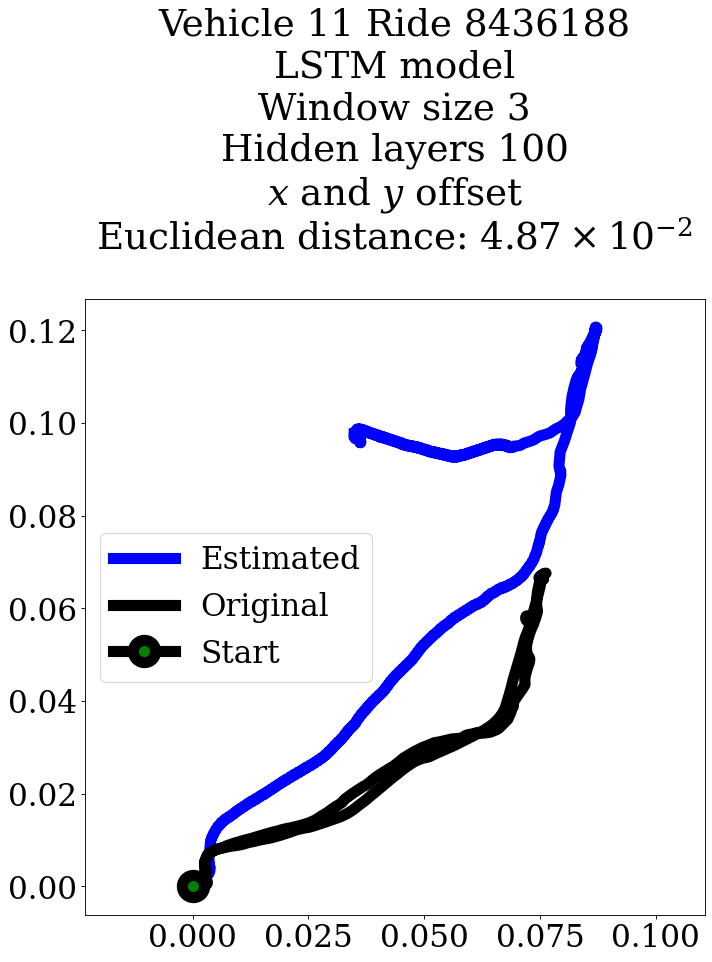 Vehicle 11 Ride 8436188
LSTM model
Window size 3
Hidden layers 100
x and y offset
Euclidean distance: 4.87 × 10⁻²
0.12
0.10
0.08
0.06
0.04
0.02
0.00
Estimated
Original
Start
0.000 0.025 0.050 0.075 0.100